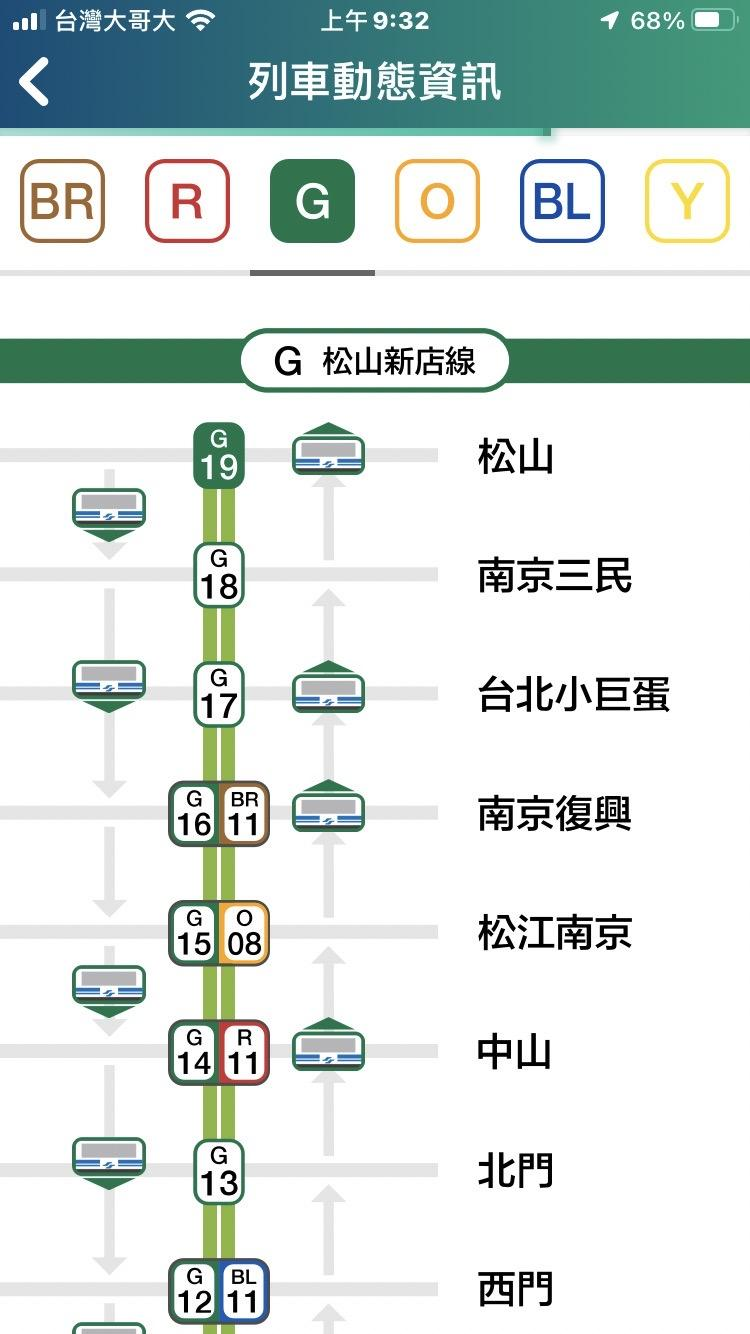 台灣大哥大 上午9:32 68%
列車動態資訊
BR R G O BL Y
G 松山新店線
G 19 松山
G 18 南京三民
G 17 台北小巨蛋
G 16 BR 11 南京復興
G 15 O 08 松江南京
G 14 R 11 中山
G 13 北門
G 12 BL 11 西門